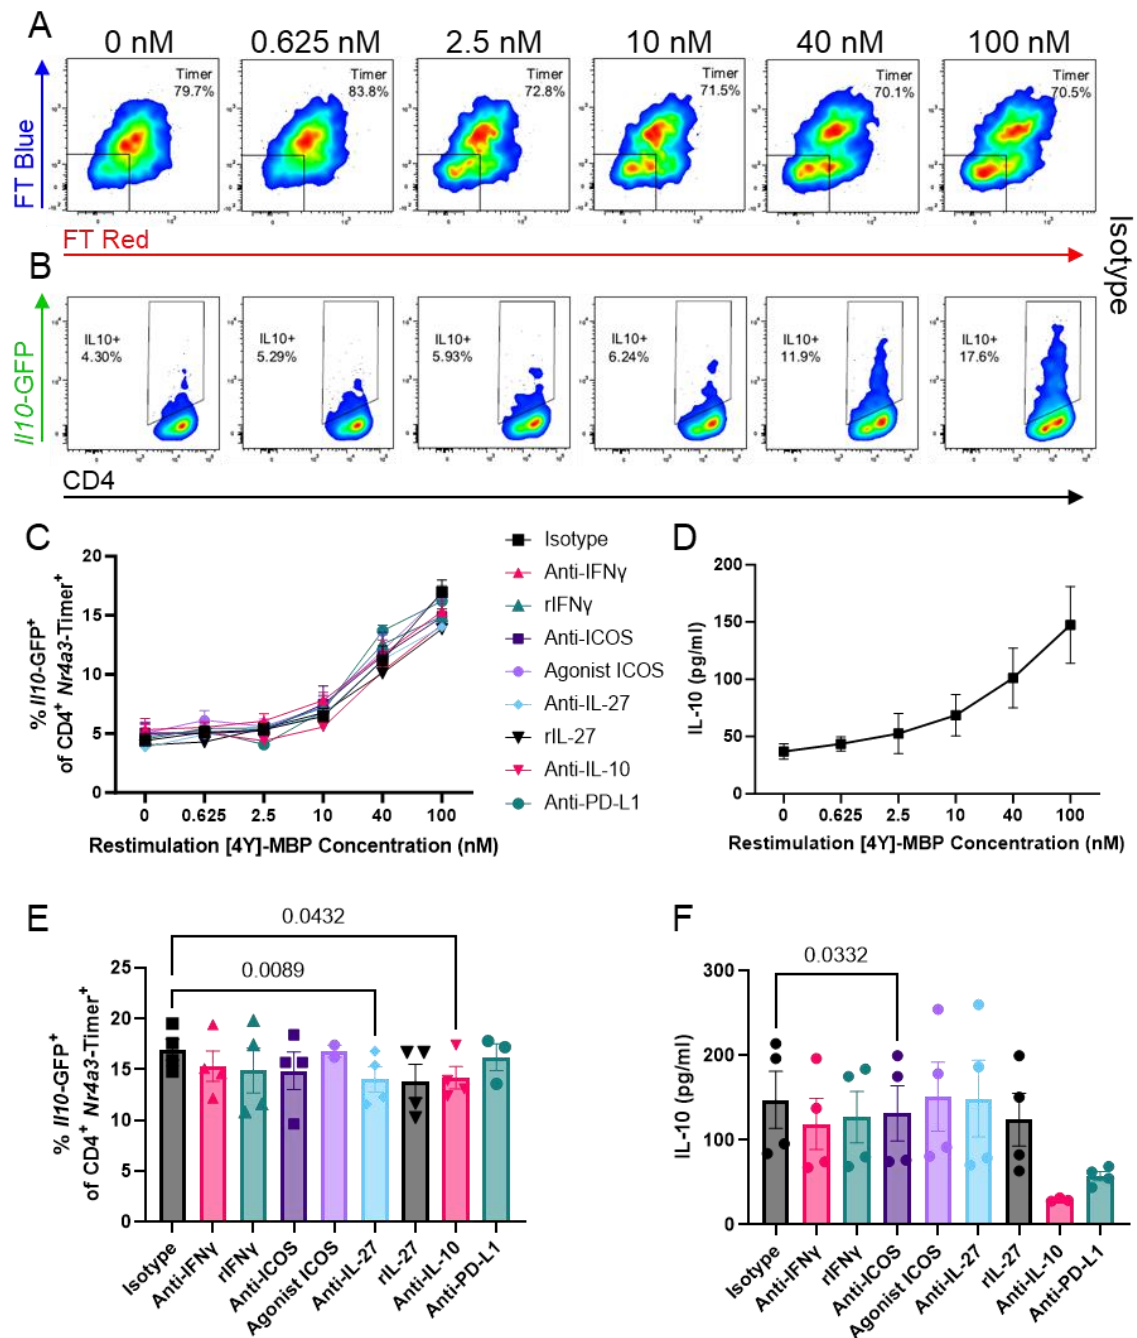 A
0 nM 0.625 nM 2.5 nM 10 nM 40 nM 100 nM
Timer 79.7%
Timer 83.8%
Timer 72.8%
Timer 71.5%
Timer 70.1%
Timer 70.5%
FT Blue
FT Red
Isotype
B
IL10+ 4.30%
IL10+ 5.29%
IL10+ 5.93%
IL10+ 6.24%
IL10+ 11.9%
IL10+ 17.6%
Il10-GFP
CD4
C
% Il10-GFP+
of CD4+ Nr4a3-Timer+
20
15
10
5
0
0 0.625 2.5 10 40 100
Restimulation [4Y]-MBP Concentration (nM)
Isotype
Anti-IFNγ
rIFNγ
Anti-ICOS
Agonist ICOS
Anti-IL-27
rIL-27
Anti-IL-10
Anti-PD-L1
D
IL-10 (pg/ml)
200
150
100
50
0
0 0.625 2.5 10 40 100
Restimulation [4Y]-MBP Concentration (nM)
E
0.0432
0.0089
% Il10-GFP+
of CD4+ Nr4a3-Timer+
25
20
15
10
5
0
Isotype
Anti-IFNγ
rIFNγ
Anti-ICOS
Agonist ICOS
Anti-IL-27
rIL-27
Anti-IL-10
Anti-PD-L1
F
0.0332
IL-10 (pg/ml)
300
200
100
0
Isotype
Anti-IFNγ
rIFNγ
Anti-ICOS
Agonist ICOS
Anti-IL-27
rIL-27
Anti-IL-10
Anti-PD-L1